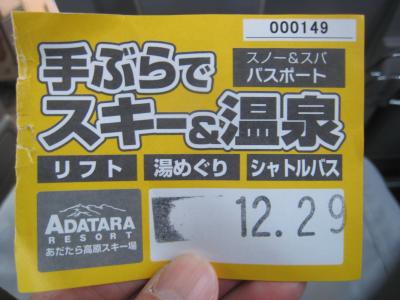 000149
手ぶらで
スノー&スパ
パスポート
スキー&温泉
リフト 湯めぐり シャトルバス
ADATARA
RESORT
あだたら高原スキー場
12.29